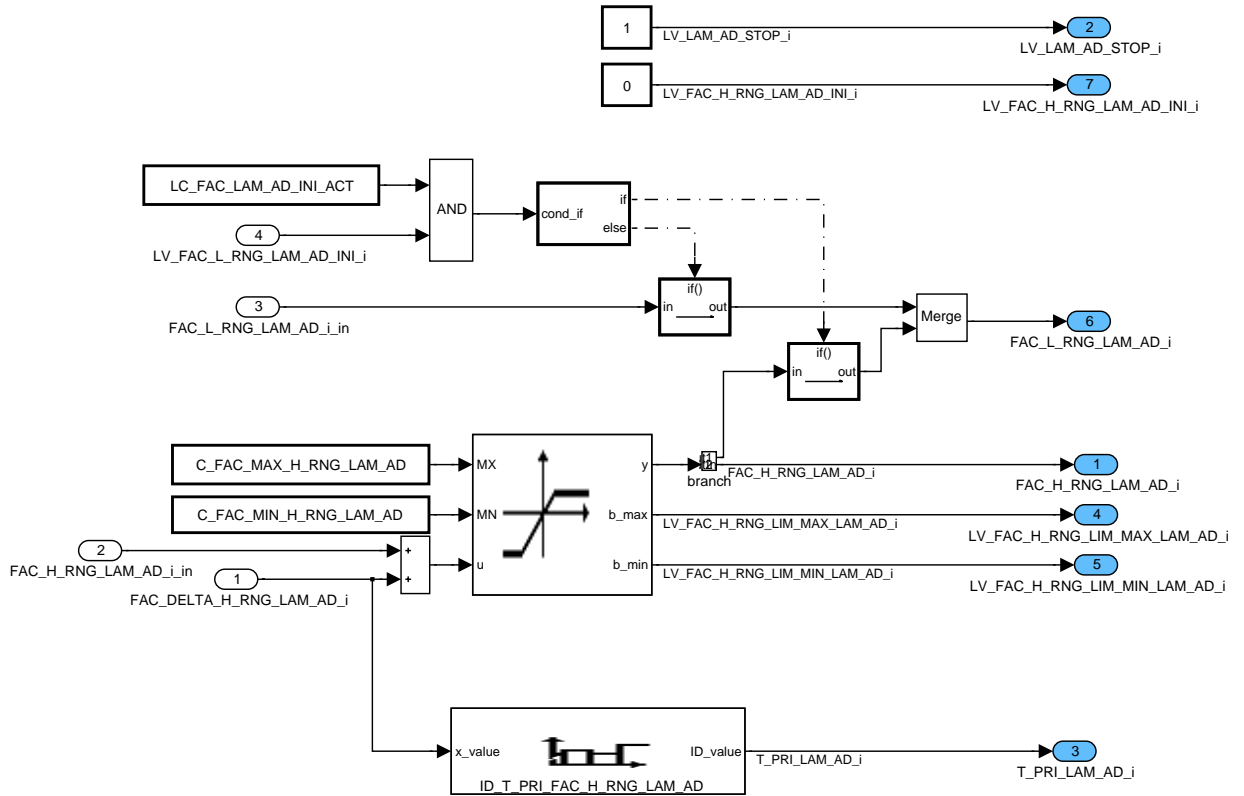 1
LV_LAM_AD_STOP_i
2
LV_LAM_AD_STOP_i
0
LV_FAC_H_RNG_LAM_AD_INI_i
7
LV_FAC_H_RNG_LAM_AD_INI_i
LC_FAC_LAM_AD_INI_ACT
AND
4
LV_FAC_L_RNG_LAM_AD_INI_i
cond_if
if
else
3
FAC_L_RNG_LAM_AD_i_in
if()
in
out
if()
in
out
Merge
6
FAC_L_RNG_LAM_AD_i
C_FAC_MAX_H_RNG_LAM_AD
C_FAC_MIN_H_RNG_LAM_AD
2
FAC_H_RNG_LAM_AD_i_in
1
FAC_DELTA_H_RNG_LAM_AD_i
+
+
MX
MN
u
y
b_max
b_min
branch
FAC_H_RNG_LAM_AD_i
1
FAC_H_RNG_LAM_AD_i
LV_FAC_H_RNG_LIM_MAX_LAM_AD_i
4
LV_FAC_H_RNG_LIM_MAX_LAM_AD_i
LV_FAC_H_RNG_LIM_MIN_LAM_AD_i
5
LV_FAC_H_RNG_LIM_MIN_LAM_AD_i
x_value
ID_value
ID_T_PRI_FAC_H_RNG_LAM_AD
T_PRI_LAM_AD_i
3
T_PRI_LAM_AD_i